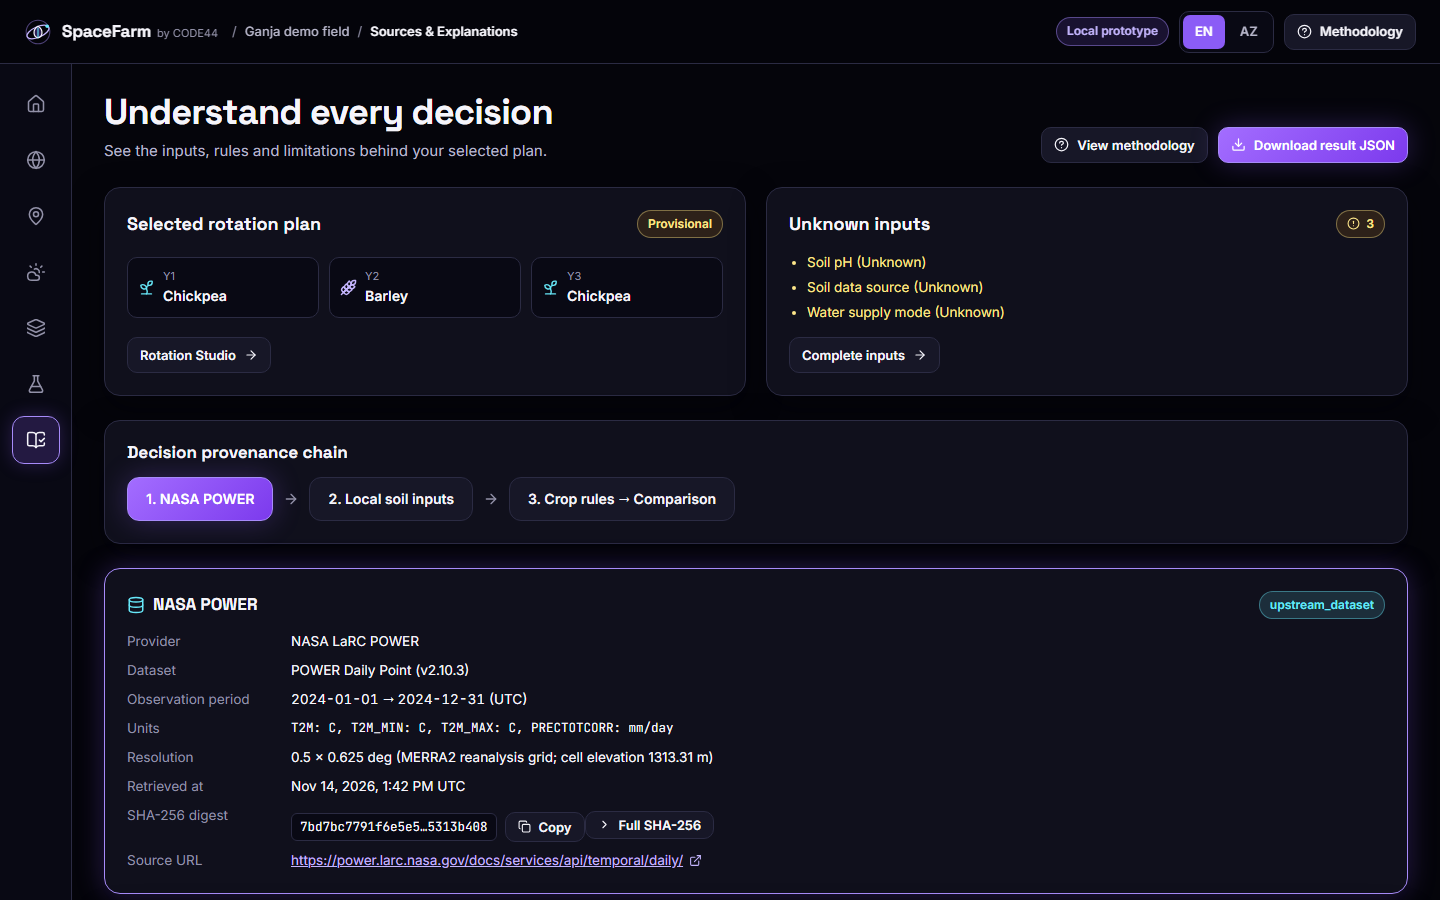 SpaceFarm by CODE44 / Ganja demo field / Sources & Explanations
Local prototype
EN AZ
Methodology
Understand every decision
See the inputs, rules and limitations behind your selected plan.
View methodology
Download result JSON
Selected rotation plan
Provisional
Y1
Chickpea
Y2
Barley
Y3
Chickpea
Rotation Studio →
Unknown inputs
3
• Soil pH (Unknown)
• Soil data source (Unknown)
• Water supply mode (Unknown)
Complete inputs →
Decision provenance chain
1. NASA POWER → 2. Local soil inputs → 3. Crop rules → Comparison
NASA POWER
upstream_dataset
Provider NASA LaRC POWER
Dataset POWER Daily Point (v2.10.3)
Observation period 2024-01-01 → 2024-12-31 (UTC)
Units T2M: C, T2M_MIN: C, T2M_MAX: C, PRECTOTCORR: mm/day
Resolution 0.5 × 0.625 deg (MERRA2 reanalysis grid; cell elevation 1313.31 m)
Retrieved at Nov 14, 2026, 1:42 PM UTC
SHA-256 digest 7bd7bc7791f6e5e5…5313b408 Copy Full SHA-256
Source URL https://power.larc.nasa.gov/docs/services/api/temporal/daily/